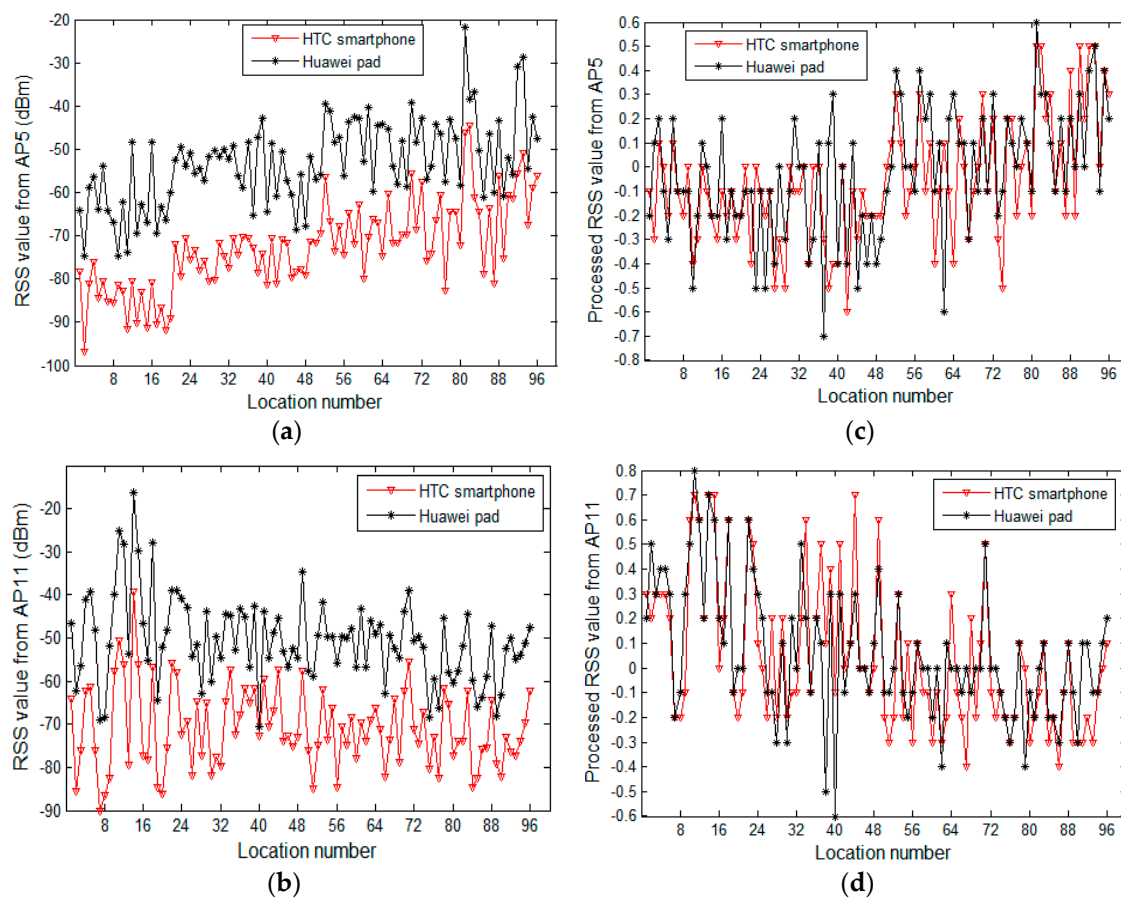 -20
-30
-40
-50
-60
-70
-80
-90
-100
RSS value from AP5 (dBm)
HTC smartphone
Huawei pad
8 16 24 32 40 48 56 64 72 80 88 96
Location number
(a)
0.6
0.5
0.4
0.3
0.2
0.1
0
-0.1
-0.1
-0.2
-0.3
-0.4
-0.5
-0.6
-0.7
-0.8
Processed RSS value from AP5
HTC smartphone
Huawei pad
8 16 24 32 40 48 56 64 72 80 88 96
Location number
(c)
-20
-30
-40
-50
-60
-70
-80
-90
RSS value from AP11 (dBm)
HTC smartphone
Huawei pad
8 16 24 32 40 48 56 64 72 80 88 96
Location number
(b)
0.8
0.7
0.6
0.5
0.4
0.3
0.2
0.1
0
-0.1
-0.2
-0.3
-0.4
-0.5
-0.6
Processed RSS value from AP11
HTC smartphone
Huawei pad
8 16 24 32 40 48 56 64 72 80 88 96
Location number
(d)